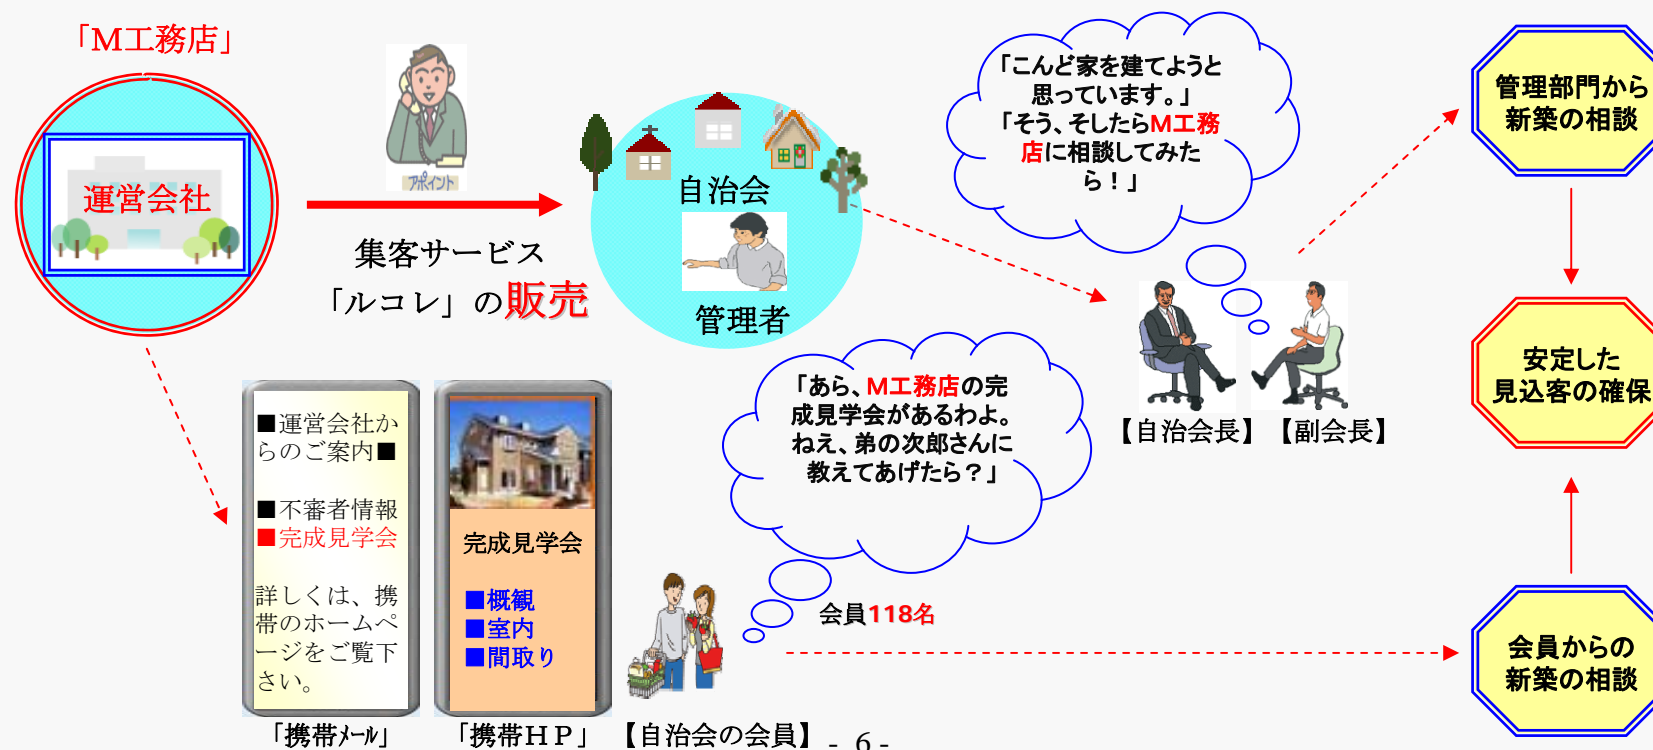 「M工務店」
運営会社
アポイント
集客サービス
「ルコレ」の販売
自治会
管理者
「こんど家を建てようと
思っています。」
「そう、そしたらM工務
店に相談してみた
ら！」
【自治会長】
【副会長】
管理部門から
新築の相談
安定した
見込客の確保
会員からの
新築の相談
■運営会社か
らのご案内■
■不審者情報
■完成見学会
詳しくは、携
帯のホームペ
ージをご覧下
さい。
「携帯メール」
完成見学会
■概観
■室内
■間取り
「携帯ＨＰ」
「あら、M工務店の完
成見学会があるわよ。
ねえ、弟の次郎さんに
教えてあげたら？」
会員118名
【自治会の会員】
- 6 -